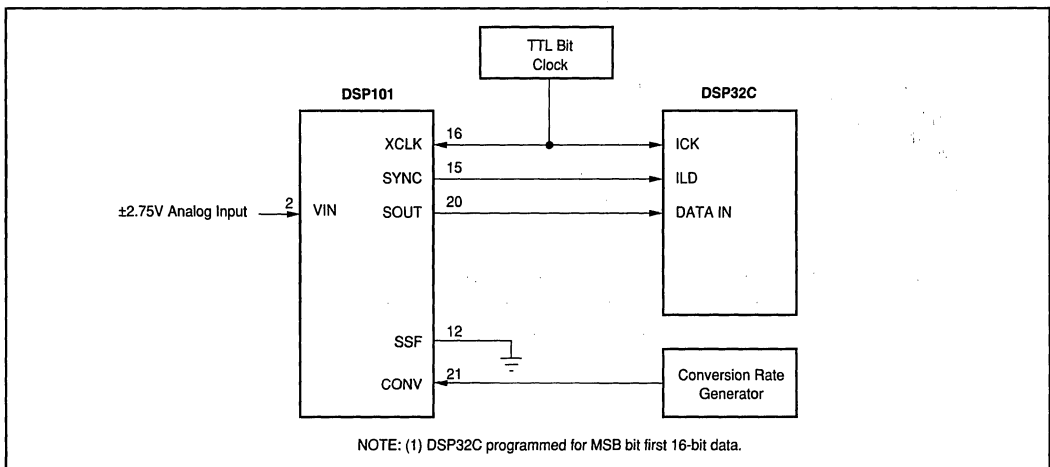 TTL Bit
Clock
DSP101
DSP32C
XCLK
16
ICK
SYNC
15
ILD
±2.75V Analog Input
2
VIN
SOUT
20
DATA IN
SSF
12
CONV
21
Conversion Rate
Generator
NOTE: (1) DSP32C programmed for MSB bit first 16-bit data.